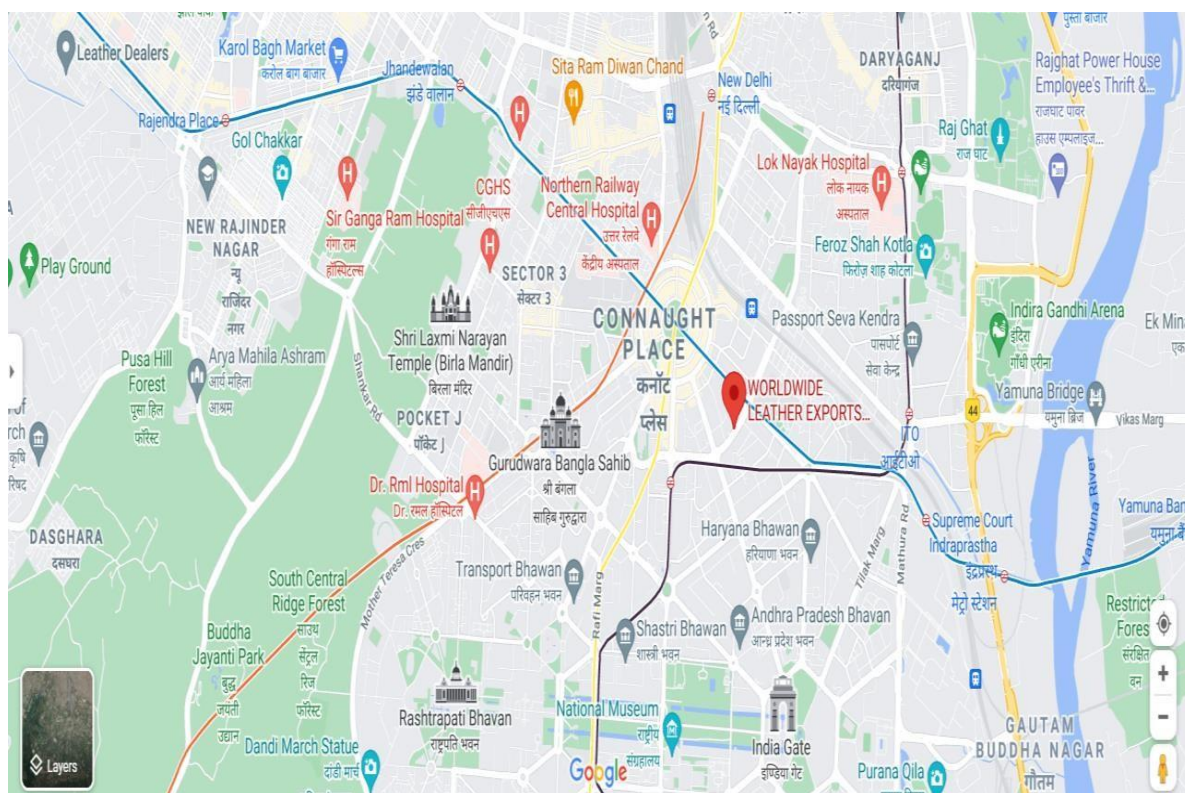 Leather Dealers
Karol Bagh Market
करोल बाग बाजार
Jhandewalan
झंडे वालान
Sita Ram Diwan Chand
New Delhi
नई दिल्ली
DARYAGANJ
दरियागंज
पुस्ता बाजार
Rajghat Power House
Employee's Thrift &...
राजघाट पावर
हाउस एम्पलाइज...
Rajendra Place
Gol Chakkar
Raj Ghat
राज घाट
Lok Nayak Hospital
लोक नायक
अस्पताल
CGHS
सीजीएचएस
Northern Railway
Central Hospital
उत्तर रेलवे
केंद्रीय अस्पताल
Sir Ganga Ram Hospital
गंगा राम
हॉस्पिटल्स
NEW RAJINDER
NAGAR
न्यू
राजिंदर
नगर
Play Ground
SECTOR 3
सेक्टर 3
Feroz Shah Kotla
फिरोज़ शाह कोटला
Shri Laxmi Narayan
Temple (Birla Mandir)
बिरला मंदिर
CONNAUGHT
PLACE
कनॉट
प्लेस
Passport Seva Kendra
पासपोर्ट
सेवा केन्द्र
Indira Gandhi Arena
इंदिरा
गाँधी एरीना
Ek Mina
Pusa Hill
Forest
पूसा हिल
फॉरेस्ट
Arya Mahila Ashram
आर्य महिला
आश्रम
Shankar Rd
WORLDWIDE
LEATHER EXPORTS...
Yamuna Bridge
यमुना ब्रिज
44
Vikas Marg
POCKET J
पॉकेट J
ITO
आईटीओ
Gurudwara Bangla Sahib
श्री बंगला
साहिब गुरुद्वारा
Dr. Rml Hospital
Dr. रमल हॉस्पिटल
Yamuna River
DASGHARA
दसघरा
Haryana Bhawan
हरियाणा भवन
Supreme Court
Indraprastha
इंद्रप्रस्थ
मेट्रो स्टेशन
Yamuna Ban
Tilak Marg
Mathura Rd
Transport Bhawan
परिवहन भवन
Mother Teresa Cres
Rafi Marg
South Central
Ridge Forest
साउथ
सेंट्रल
रिज
फॉरेस्ट
Buddha
Jayanti Park
बुद्ध
जयंती
उद्यान
Shastri Bhawan
शास्त्री भवन
Andhra Pradesh Bhavan
आन्ध्र प्रदेश भवन
Restricted
Fores
संरक्षित
वन
Rashtrapati Bhavan
राष्ट्रपति भवन
National Museum
राष्ट्रीय
संग्रहालय
India Gate
इण्डिया गेट
GAUTAM
BUDDHA NAGAR
गौतम
Dandi March Statue
दांडी मार्च
Purana Qila
Google
Layers